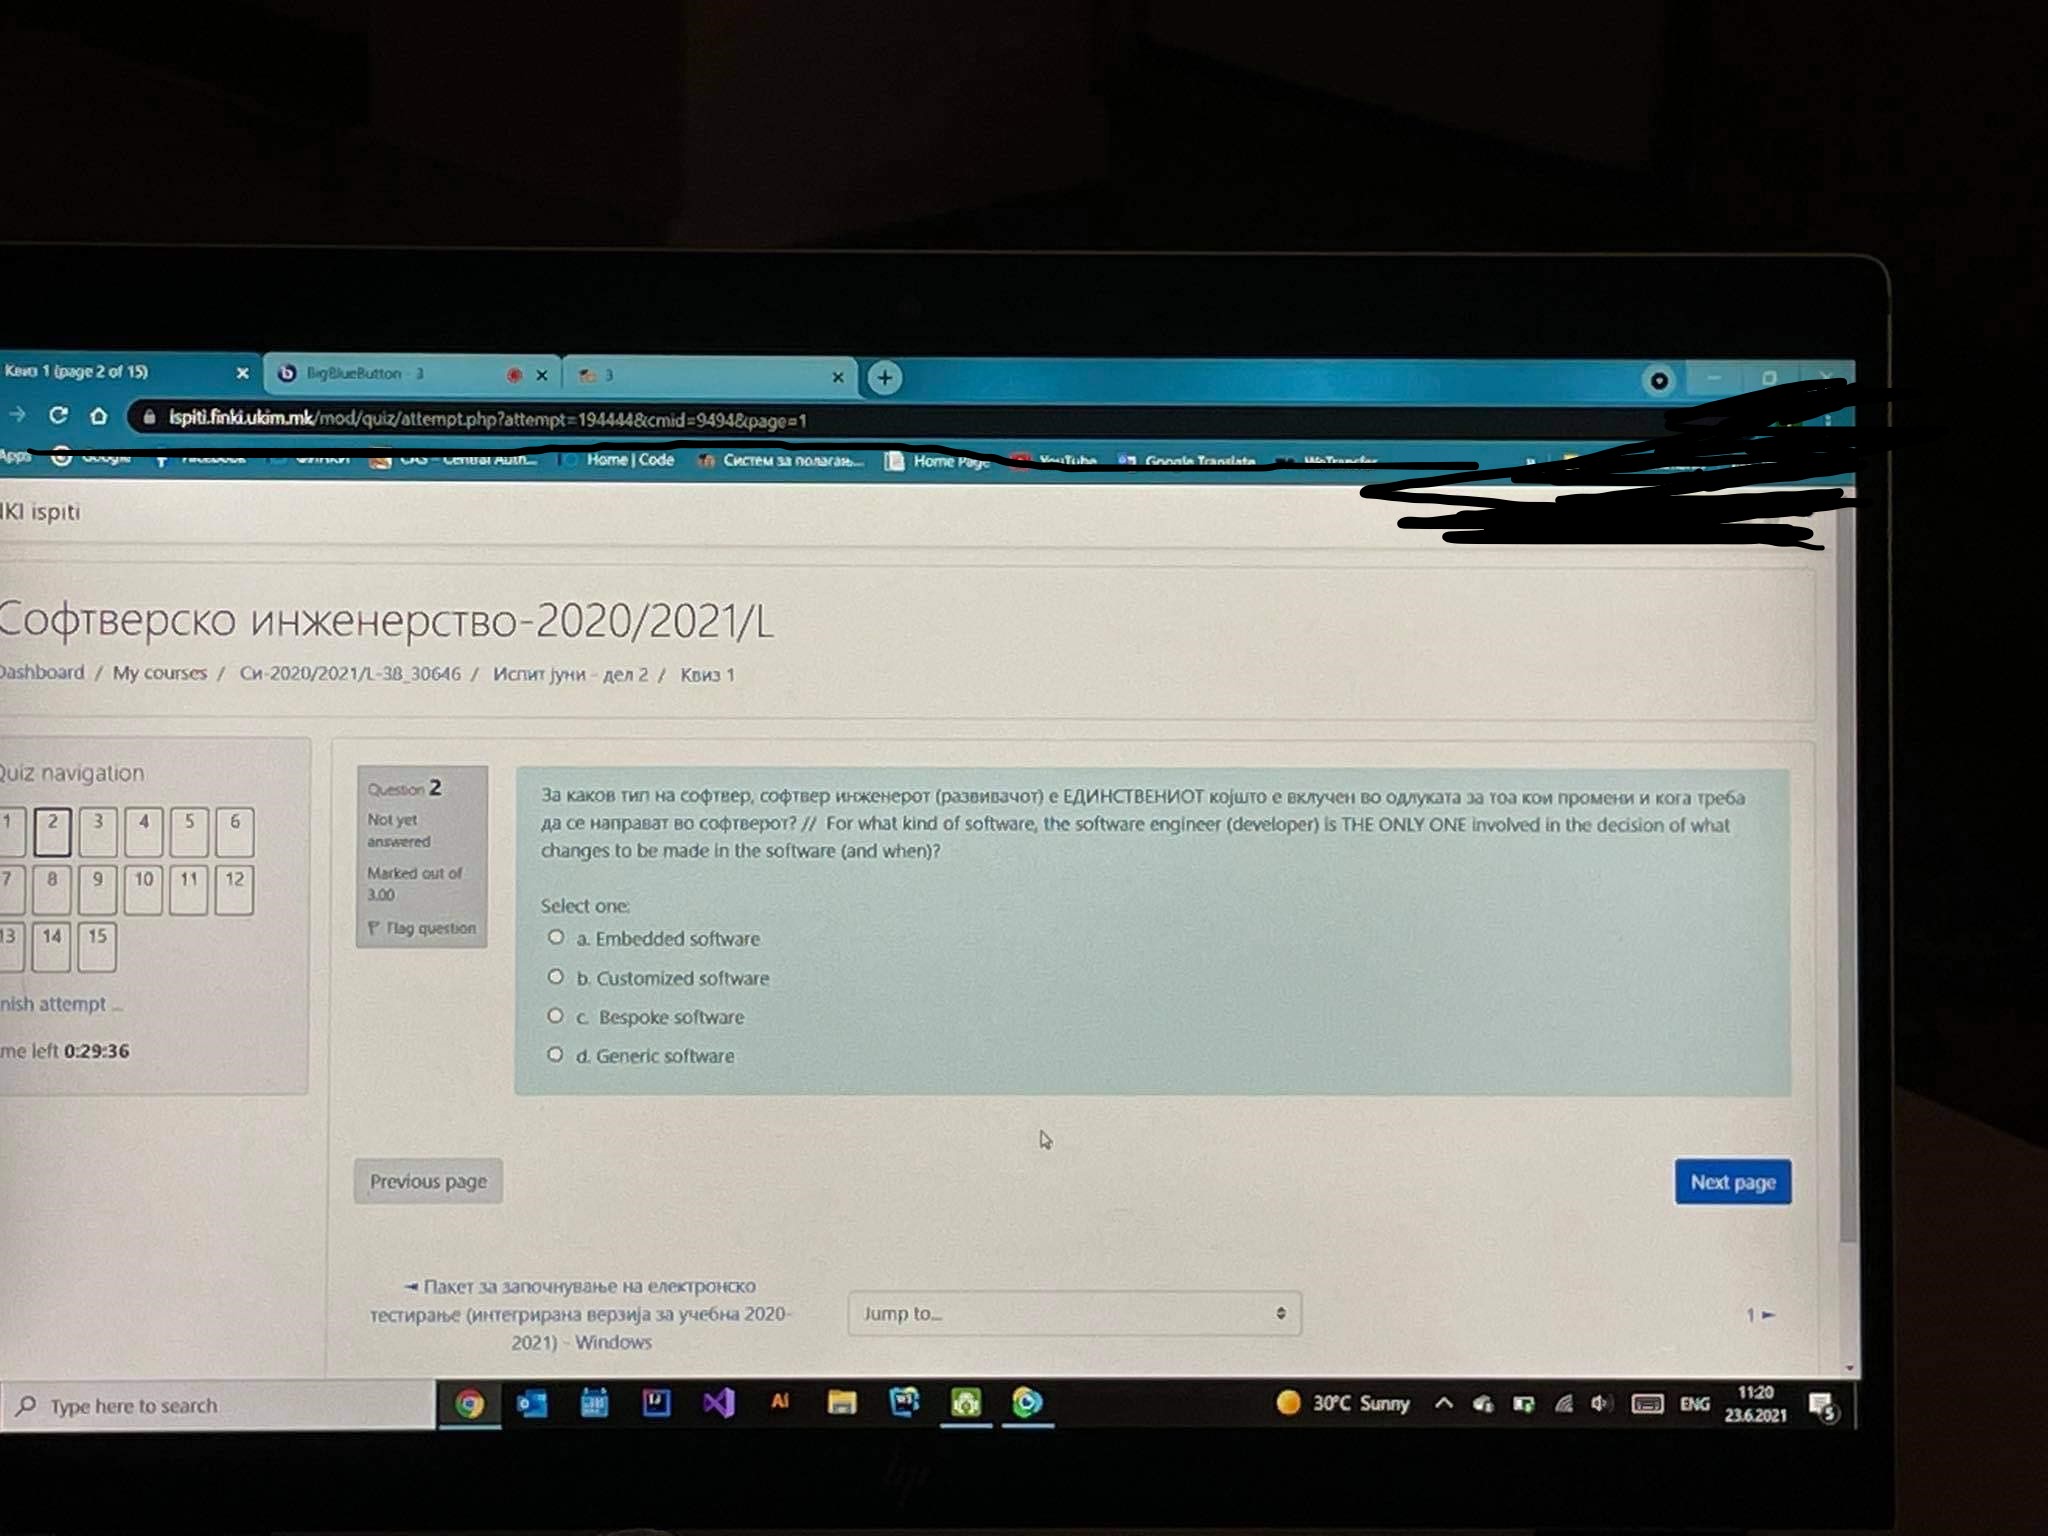 Квиз 1 (page 2 of 15)
BigBlueButton - 3
3
ispiti.finki.ukim.mk/mod/quiz/attempt.php?attempt=194444&cmid=9494&page=1
Apps Google Facebook CAS - Central Auth... Home | Code Систем за полагањ... Home Page YouTube Google Translate WeTransfer
IKI ispiti
Софтверско инженерство-2020/2021/L
Dashboard / My courses / Си-2020/2021/L-38_30646 / Испит јуни - дел 2 / Квиз 1
Quiz navigation
1 2 3 4 5 6
7 8 9 10 11 12
13 14 15
nish attempt ...
me left 0:29:36
Question 2
Not yet
answered
Marked out of
3.00
Flag question
За каков тип на софтвер, софтвер инженерот (развивачот) е ЕДИНСТВЕНИОТ којшто е вклучен во одлуката за тоа кои промени и кога треба
да се направат во софтверот? // For what kind of software, the software engineer (developer) is THE ONLY ONE involved in the decision of what
changes to be made in the software (and when)?
Select one:
a. Embedded software
b. Customized software
c. Bespoke software
d. Generic software
Previous page
Next page
◄ Пакет за започнување на електронско
тестирање (интегрирана верзија за учебна 2020-
2021) - Windows
Jump to...
1 ►
Type here to search
30°C Sunny
ENG
11:20
23.6.2021
5
hp